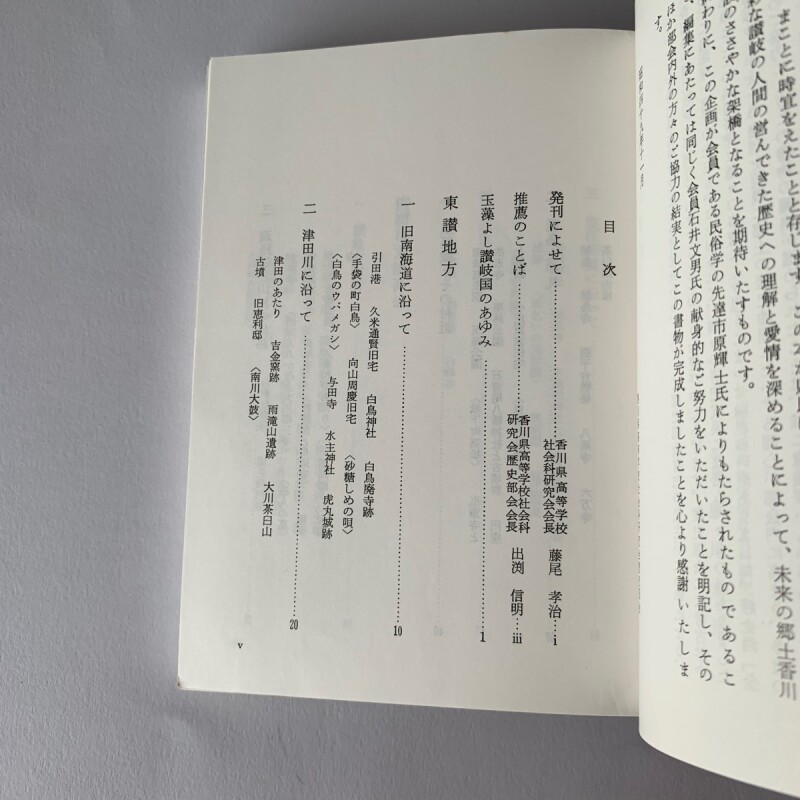 まことに時宜をえたことと存じます。この
な讃岐の人間の営んできた歴史への理解と愛情を深めることによって、未来の郷土香川
のささやかな架橋となることを期待いたすものです。
わりに、この企画が会員である民俗学の先達市原輝士氏によりもたらされたものであるこ
、編集にあたっては同じく会員石井文男氏の献身的なご努力をいただいたことを明記し、その
ほか部会内外の方々のご協力の結実としてこの書物が完成しましたことを心より感謝いたしま
す。
昭和四十九年十一月
目次
発刊によせて……香川県高等学校社会科研究会会長 藤尾 孝治…i
推薦のことば……香川県高等学校社会科研究会歴史部会会長 出渕 信明…iii
玉藻よし讃岐国のあゆみ……1
東讃地方
一 旧南海道に沿って……10
引田港 久米通賢旧宅 白鳥神社 白鳥廃寺跡
〈手袋の町白鳥〉 向山周慶旧宅 〈砂糖しめの唄〉
〈白鳥のウバメガシ〉 与田寺 水主神社 虎丸城跡
二 津田川に沿って……20
津田のあたり 吉金窯跡 雨滝山遺跡 大川茶臼山
古墳 旧恵利邸 〈南川大鼓〉
v